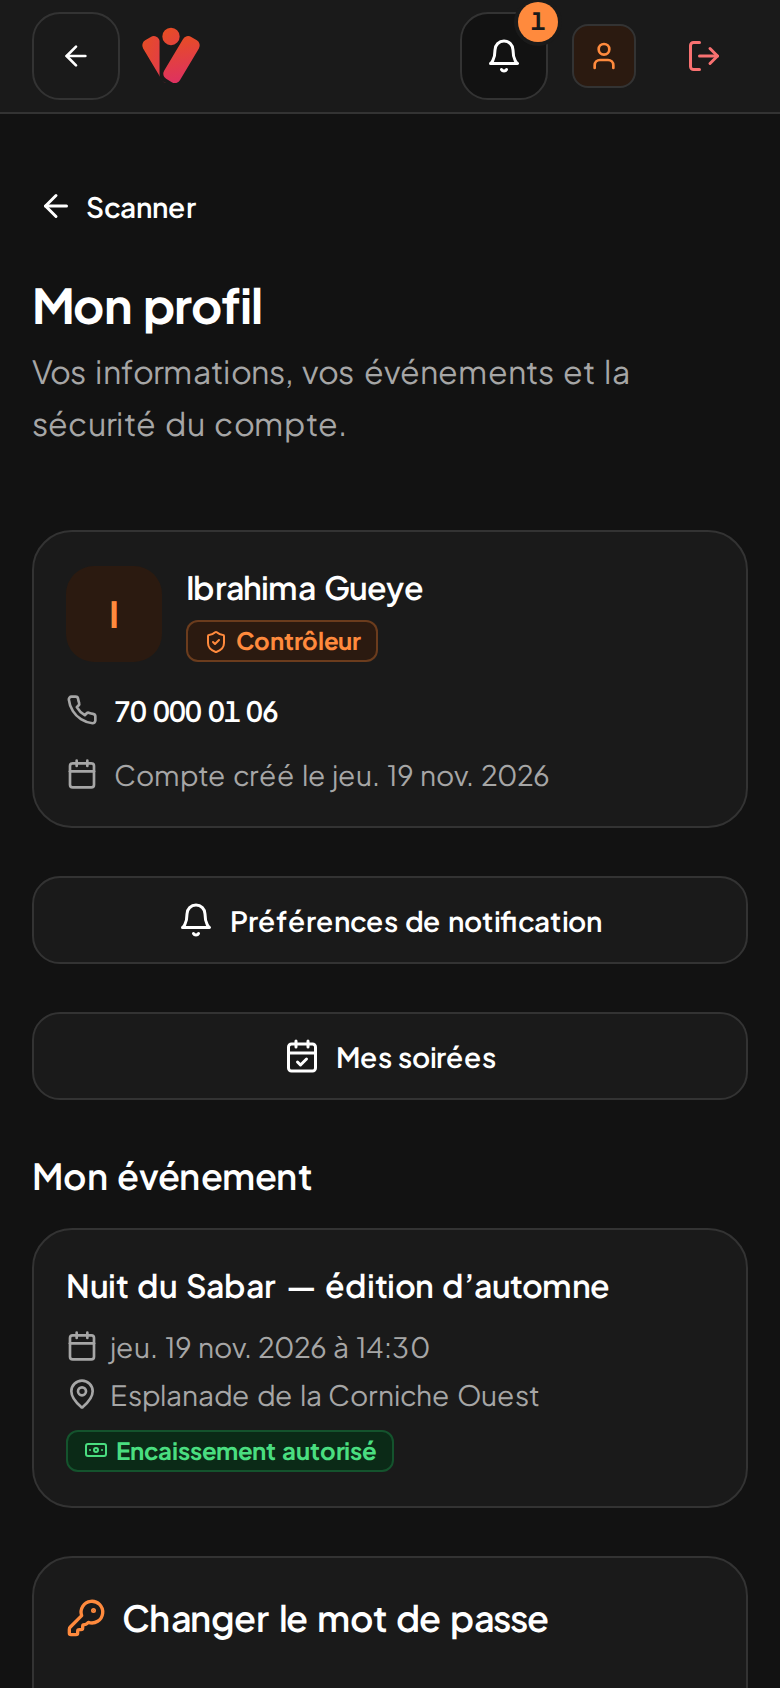 1
Scanner
Mon profil
Vos informations, vos événements et la
sécurité du compte.
I
Ibrahima Gueye
Contrôleur
70 000 01 06
Compte créé le jeu. 19 nov. 2026
Préférences de notification
Mes soirées
Mon événement
Nuit du Sabar — édition d’automne
jeu. 19 nov. 2026 à 14:30
Esplanade de la Corniche Ouest
Encaissement autorisé
Changer le mot de passe